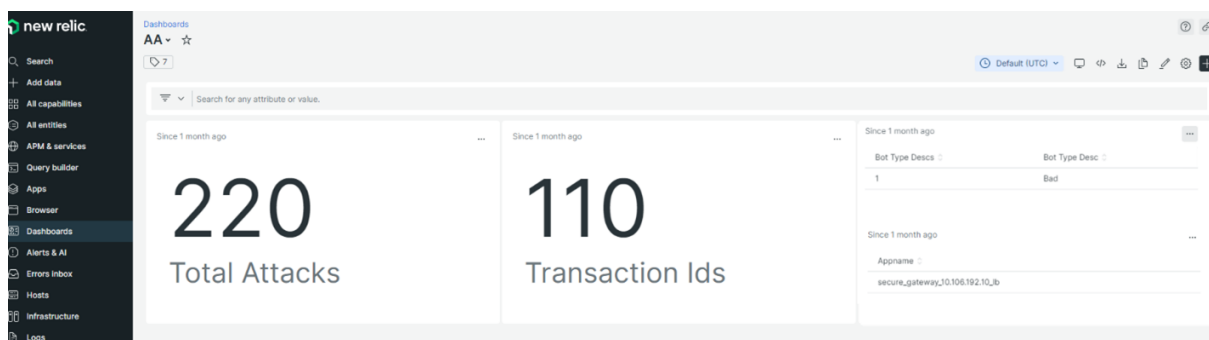 new relic
Search
Add data
All capabilities
All entities
APM & services
Query builder
Apps
Browser
Dashboards
Alerts & AI
Errors inbox
Hosts
Infrastructure
Logs
Dashboards
AA
7
Default (UTC)
Search for any attribute or value.
Since 1 month ago
220
Total Attacks
Since 1 month ago
110
Transaction Ids
Since 1 month ago
Bot Type Descs Bot Type Desc
1 Bad
Since 1 month ago
Appname
secure_gateway_10.106.192.10_lb